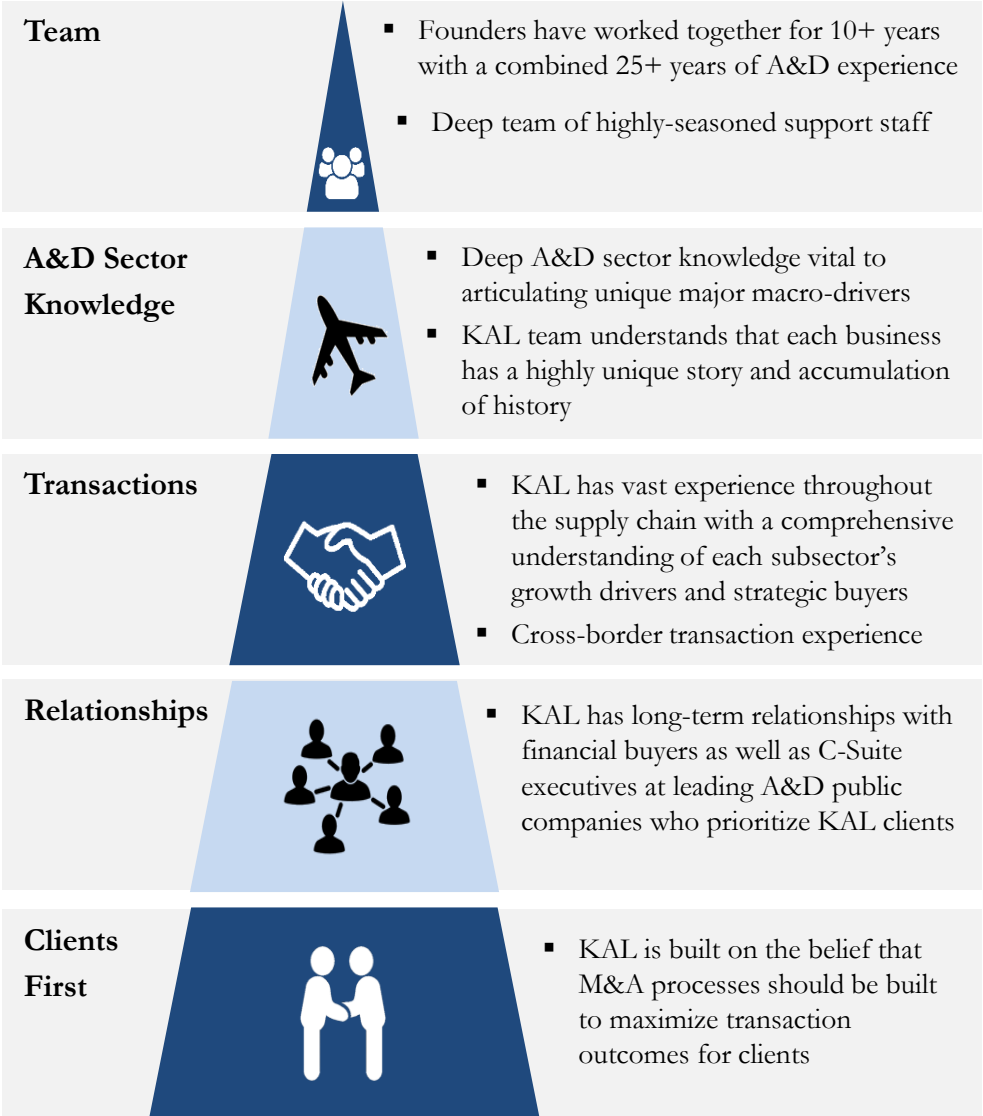 Team
▪ Founders have worked together for 10+ years
with a combined 25+ years of A&D experience
▪ Deep team of highly-seasoned support staff
A&D Sector
Knowledge
▪ Deep A&D sector knowledge vital to
articulating unique major macro-drivers
▪ KAL team understands that each business
has a highly unique story and accumulation
of history
Transactions
▪ KAL has vast experience throughout
the supply chain with a comprehensive
understanding of each subsector’s
growth drivers and strategic buyers
▪ Cross-border transaction experience
Relationships
▪ KAL has long-term relationships with
financial buyers as well as C-Suite
executives at leading A&D public
companies who prioritize KAL clients
Clients
First
▪ KAL is built on the belief that
M&A processes should be built
to maximize transaction
outcomes for clients